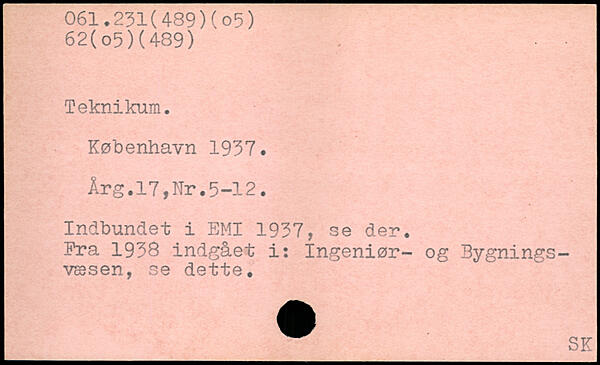 061.231(489)(o5)
62(o5)(489)
Teknikum.
København 1937.
Årg.17,Nr.5-12.
Indbundet i EMI 1937, se der.
Fra 1938 indgået i: Ingeniør- og Bygnings-
væsen, se dette.
SK